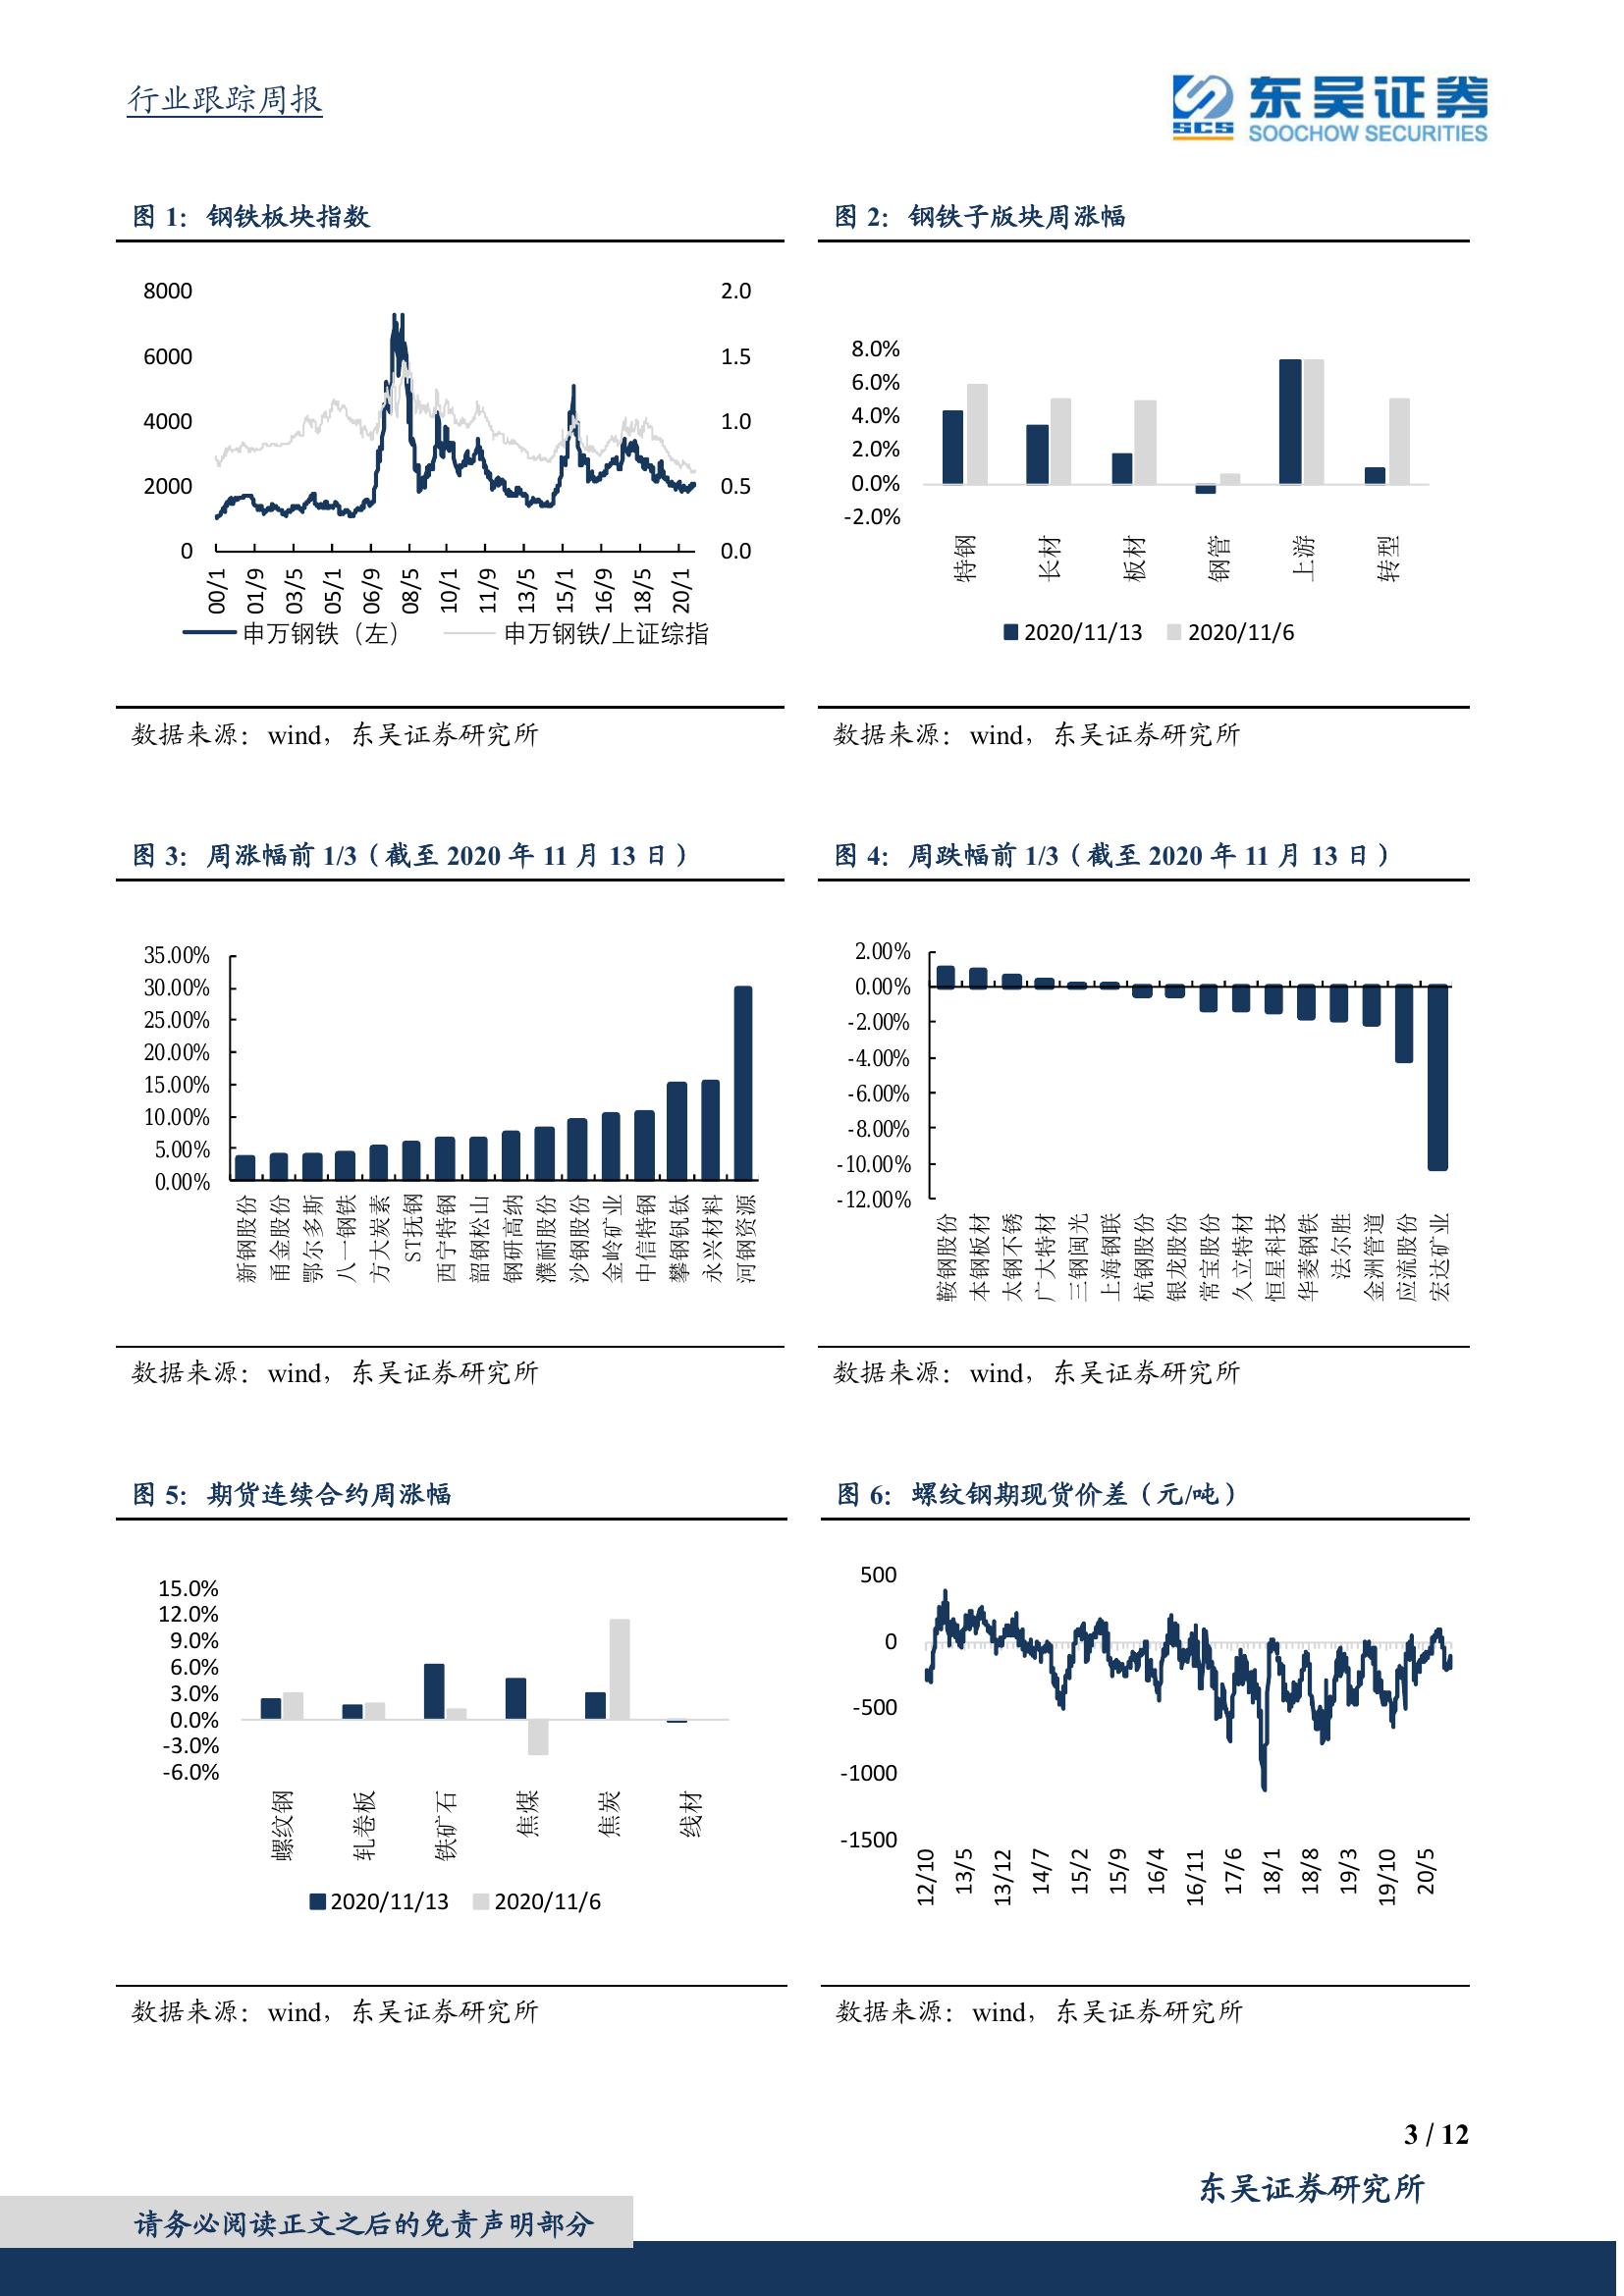 行业跟踪周报
东吴证券
SCS
SOOCHOW SECURITIES
图 1：钢铁板块指数
8000
6000
4000
2000
0
2.0
1.5
1.0
0.5
0.0
00/1 01/9 03/5 05/1 06/9 08/5 10/1 11/9 13/5 15/1 16/9 18/5 20/1
申万钢铁（左） 申万钢铁/上证综指
数据来源：wind，东吴证券研究所
图 2：钢铁子版块周涨幅
8.0%
6.0%
4.0%
2.0%
0.0%
-2.0%
特钢 长材 板材 钢管 上游 转型
2020/11/13 2020/11/6
数据来源：wind，东吴证券研究所
图 3：周涨幅前 1/3（截至 2020 年 11 月 13 日）
35.00%
30.00%
25.00%
20.00%
15.00%
10.00%
5.00%
0.00%
新钢股份 甬金股份 鄂尔多斯 八一钢铁 方大炭素 ST抚钢 西宁特钢 韶钢松山 钢研高纳 濮耐股份 沙钢股份 金岭矿业 中信特钢 攀钢钒钛 永兴材料 河钢资源
数据来源：wind，东吴证券研究所
图 4：周跌幅前 1/3（截至 2020 年 11 月 13 日）
2.00%
0.00%
-2.00%
-4.00%
-6.00%
-8.00%
-10.00%
-12.00%
鞍钢股份 本钢板材 太钢不锈 广大特材 三钢闽光 上海钢联 杭钢股份 银龙股份 常宝股份 久立特材 恒星科技 华菱钢铁 法尔胜 金洲管道 应流股份 宏达矿业
数据来源：wind，东吴证券研究所
图 5：期货连续合约周涨幅
15.0%
12.0%
9.0%
6.0%
3.0%
0.0%
-3.0%
-6.0%
螺纹钢 轧卷板 铁矿石 焦煤 焦炭 线材
2020/11/13 2020/11/6
数据来源：wind，东吴证券研究所
图 6：螺纹钢期现货价差（元/吨）
500
0
-500
-1000
-1500
12/10 13/5 13/12 14/7 15/2 15/9 16/4 16/11 17/6 18/1 18/8 19/3 19/10 20/5
数据来源：wind，东吴证券研究所
3 / 12
东吴证券研究所
请务必阅读正文之后的免责声明部分